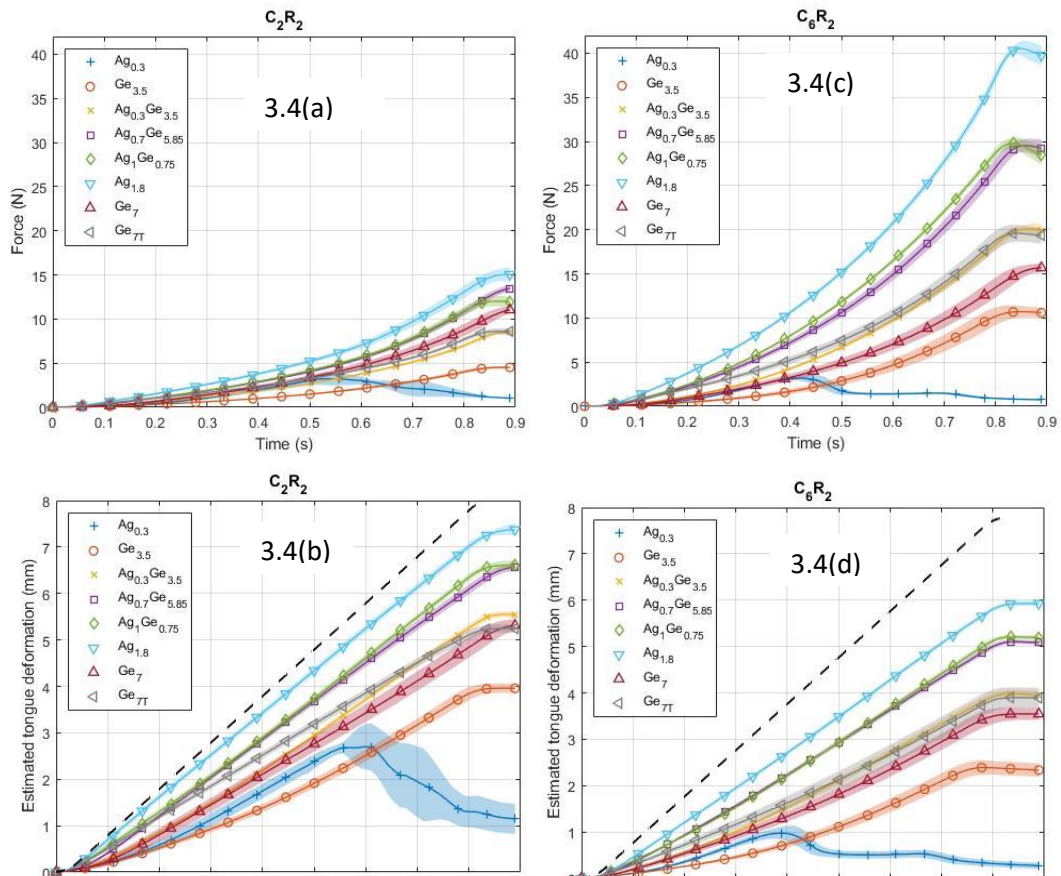 C2R2
40
35
30
25
20
15
10
5
0
Force (N)
Ag0.3
Ge3.5
Ag0.3Ge3.5
Ag0.7Ge5.85
Ag1Ge0.75
Ag1.8
Ge7
Ge7T
3.4(a)
0 0.1 0.2 0.3 0.4 0.5 0.6 0.7 0.8 0.9
Time (s)
C6R2
40
35
30
25
20
15
10
5
0
Force (N)
Ag0.3
Ge3.5
Ag0.3Ge3.5
Ag0.7Ge5.85
Ag1Ge0.75
Ag1.8
Ge7
Ge7T
3.4(c)
0 0.1 0.2 0.3 0.4 0.5 0.6 0.7 0.8 0.9
Time (s)
C2R2
8
7
6
5
4
3
2
1
0
Estimated tongue deformation (mm)
Ag0.3
Ge3.5
Ag0.3Ge3.5
Ag0.7Ge5.85
Ag1Ge0.75
Ag1.8
Ge7
Ge7T
3.4(b)
C6R2
8
7
6
5
4
3
2
1
0
Estimated tongue deformation (mm)
Ag0.3
Ge3.5
Ag0.3Ge3.5
Ag0.7Ge5.85
Ag1Ge0.75
Ag1.8
Ge7
Ge7T
3.4(d)